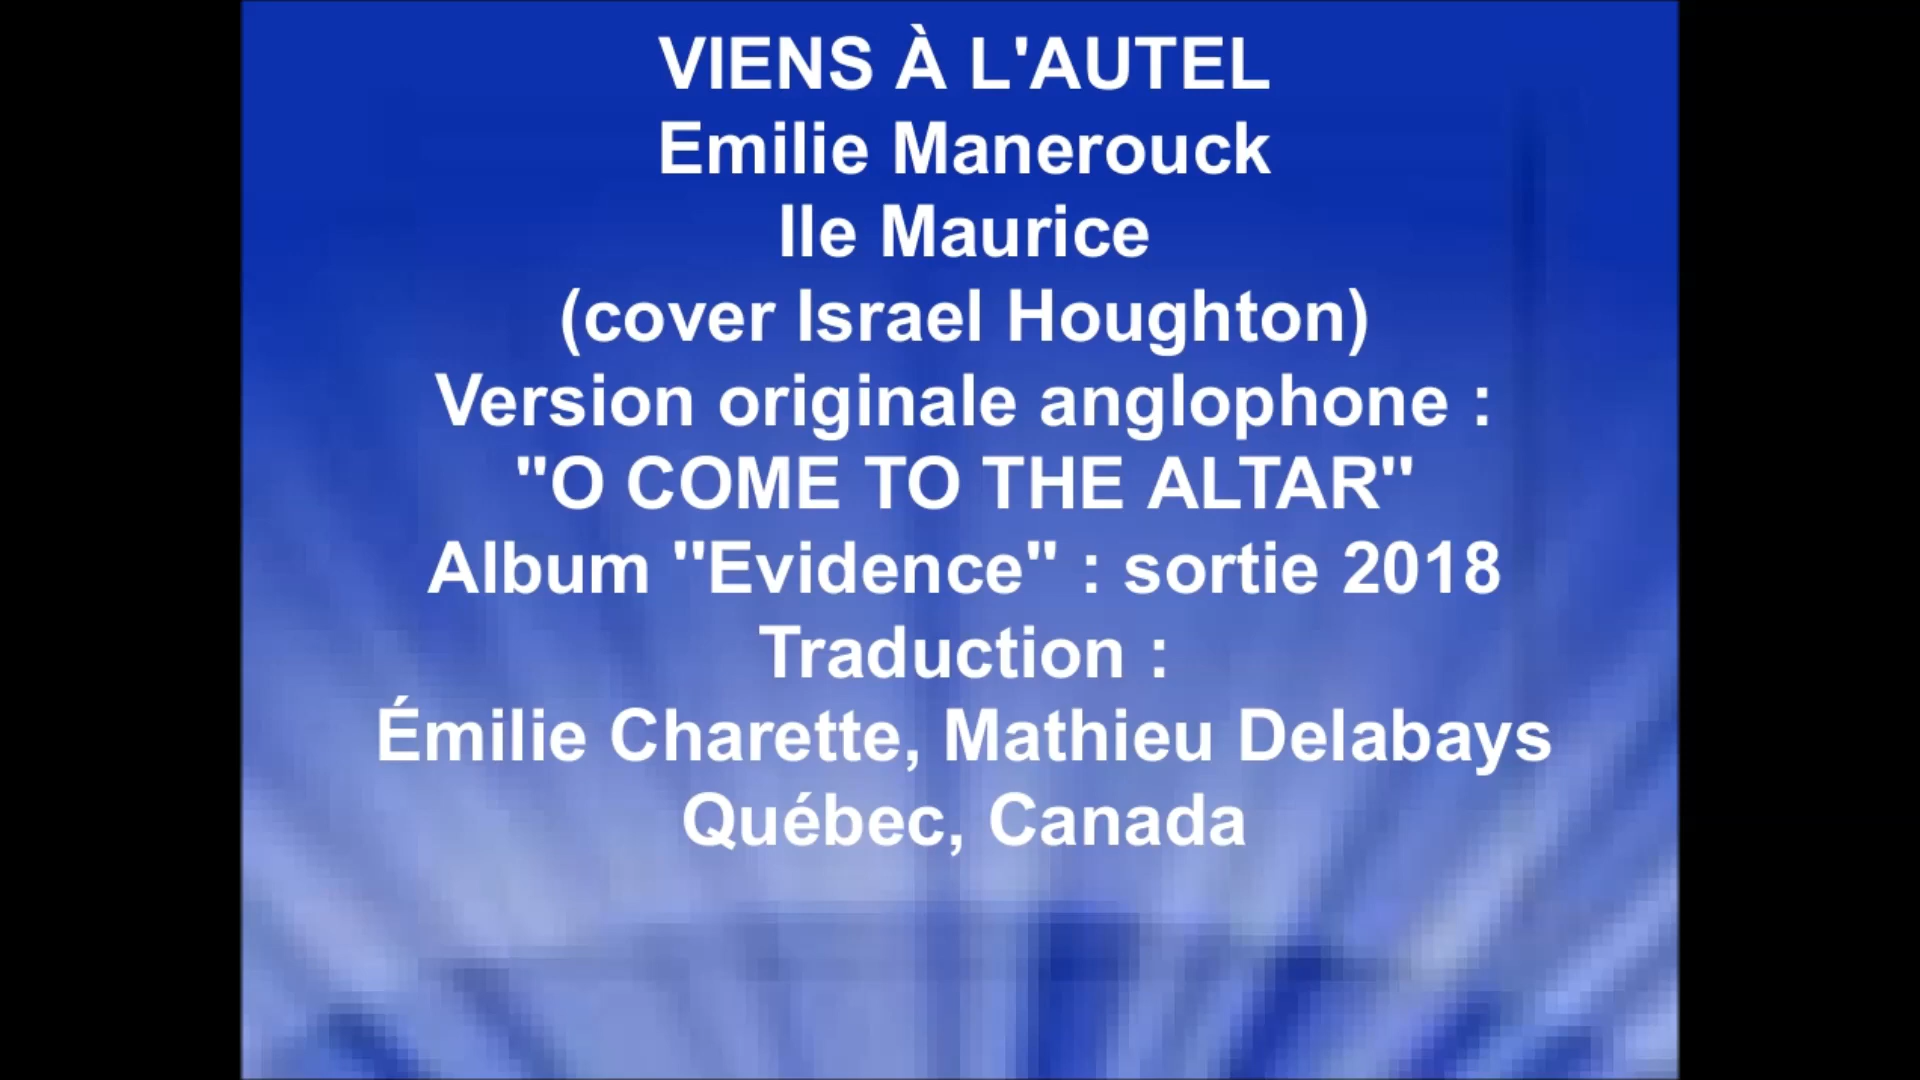 VIENS À L'AUTEL
Emilie Manerouck
Ile Maurice
(cover Israel Houghton)
Version originale anglophone :
"O COME TO THE ALTAR"
Album "Evidence" : sortie 2018
Traduction :
Émilie Charette, Mathieu Delabays
Québec, Canada